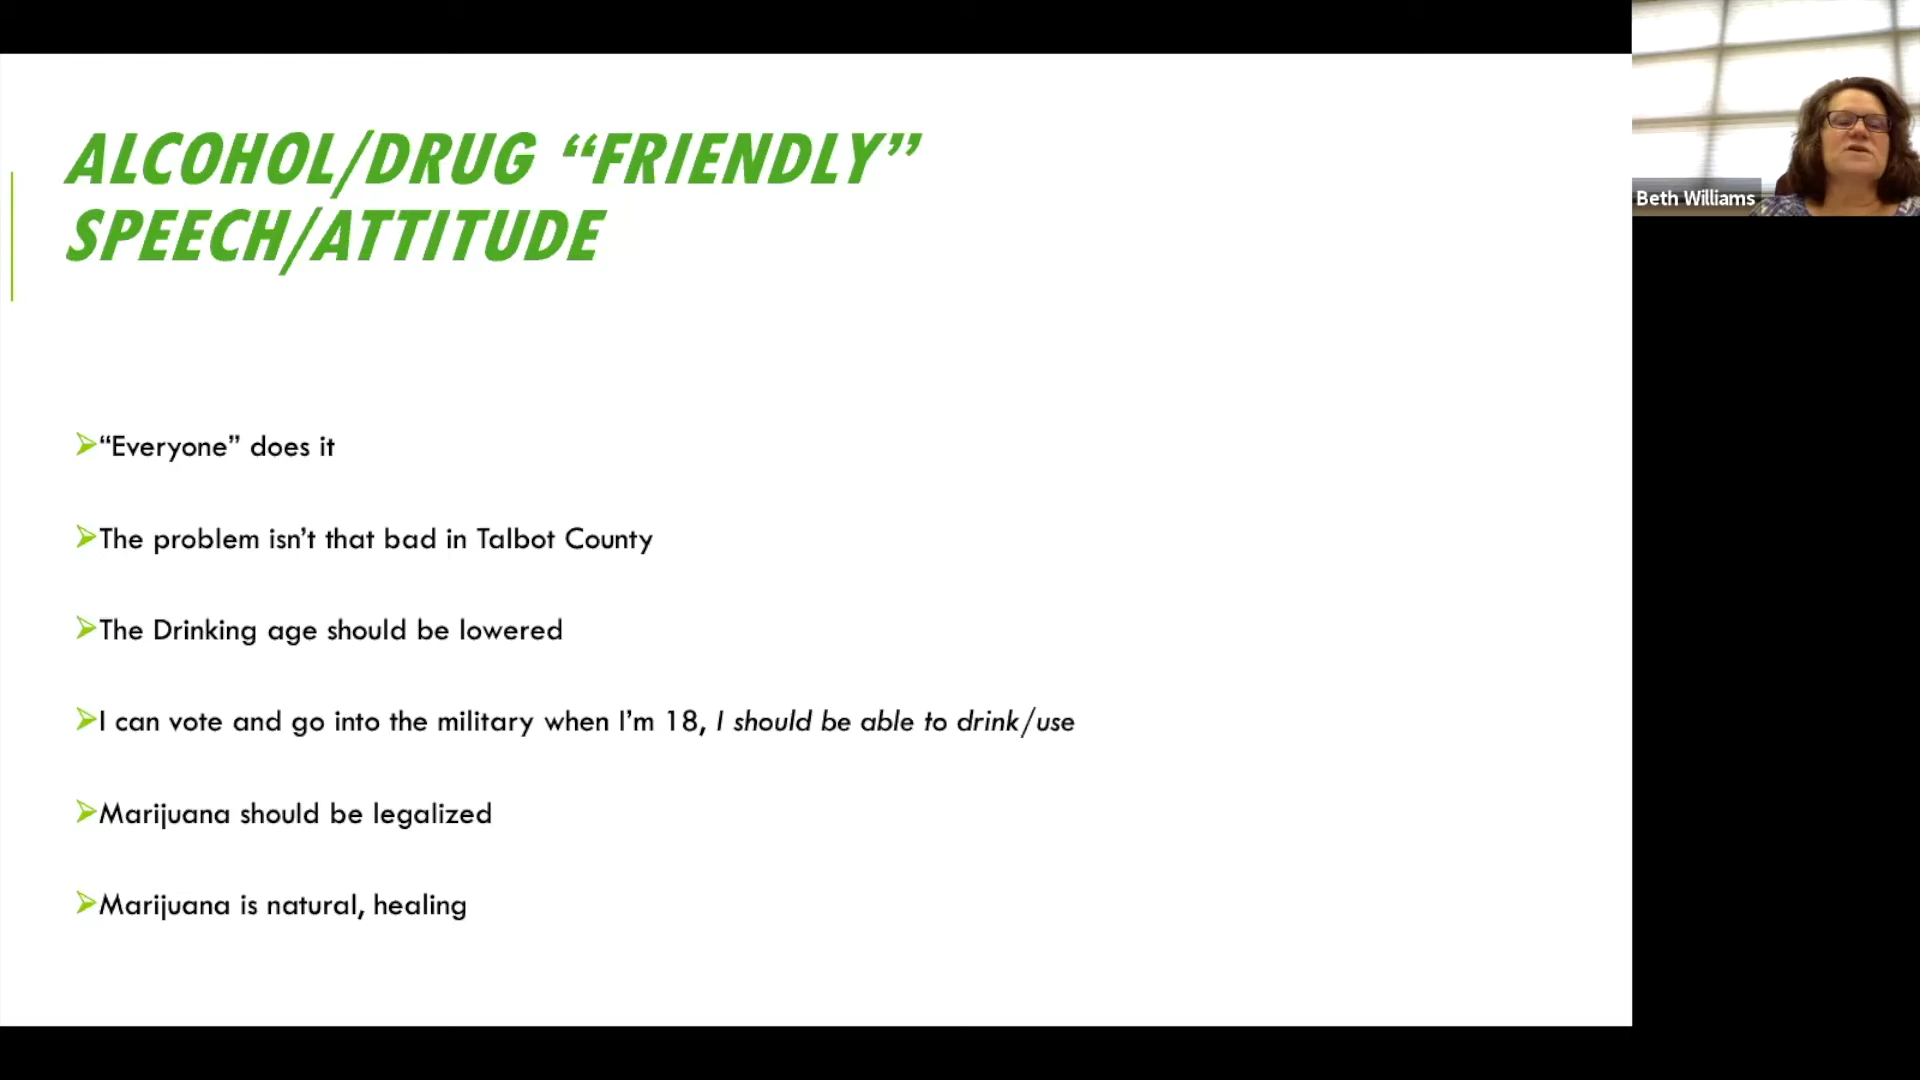 ALCOHOL/DRUG “FRIENDLY”
SPEECH/ATTITUDE
“Everyone” does it
The problem isn’t that bad in Talbot County
The Drinking age should be lowered
I can vote and go into the military when I’m 18, I should be able to drink/use
Marijuana should be legalized
Marijuana is natural, healing
Beth Williams